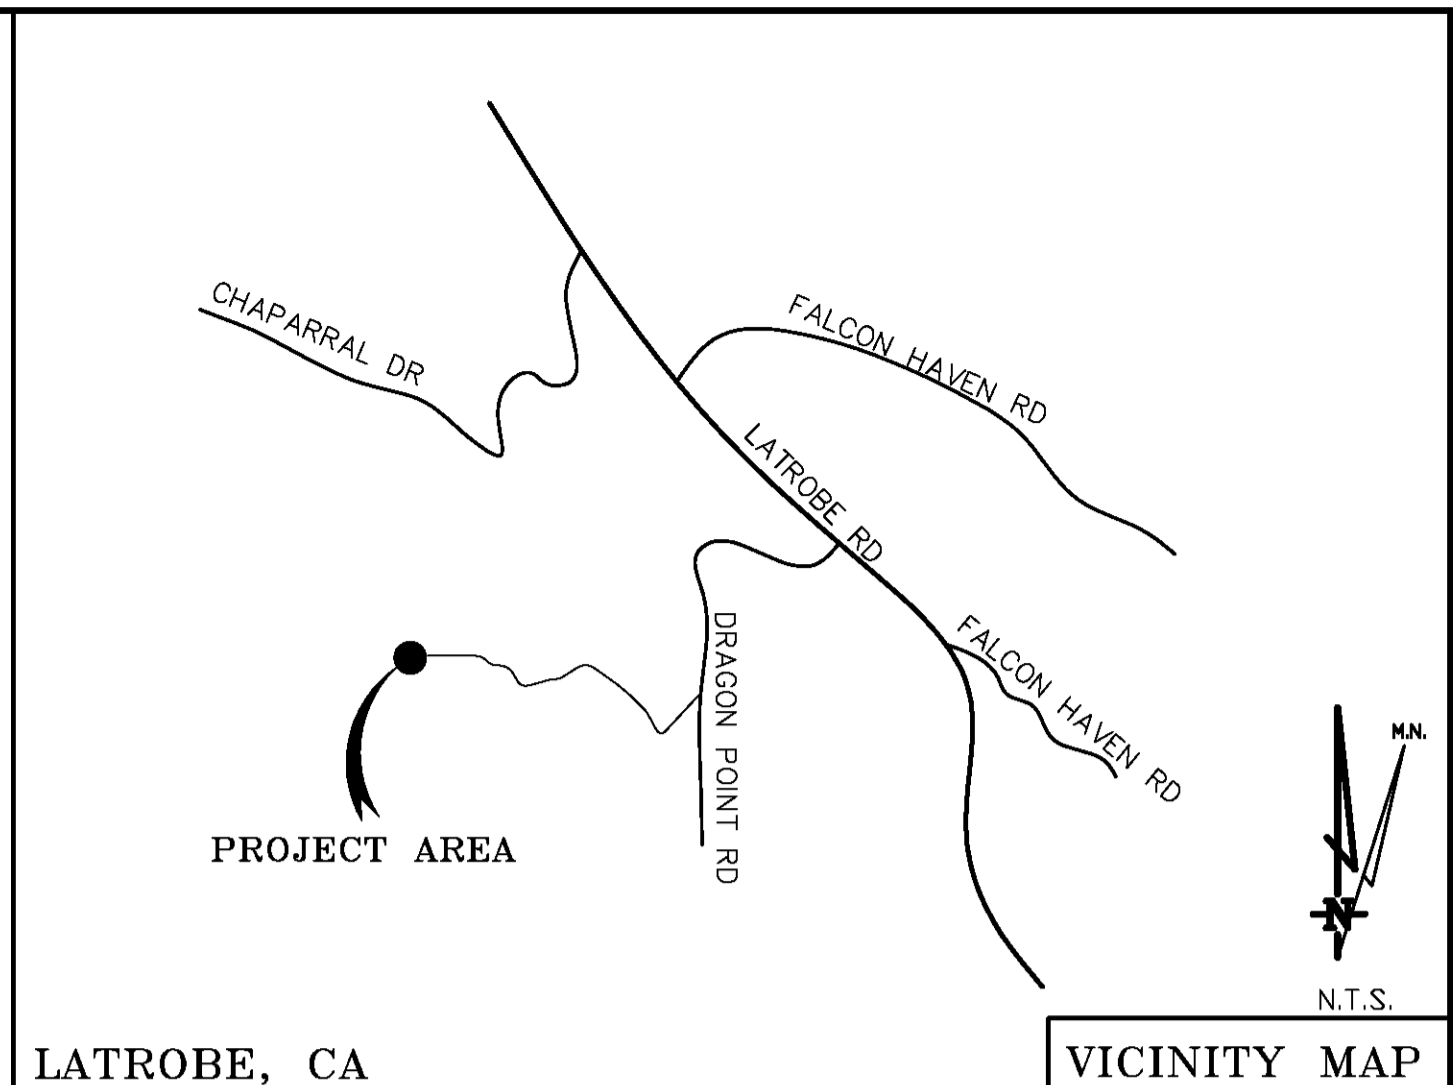 CHAPARRAL DR
FALCON HAVEN RD
LATROBE RD
DRAGON POINT RD
FALCON HAVEN RD
M.N.
PROJECT AREA
N
N.T.S.
LATROBE, CA
VICINITY MAP